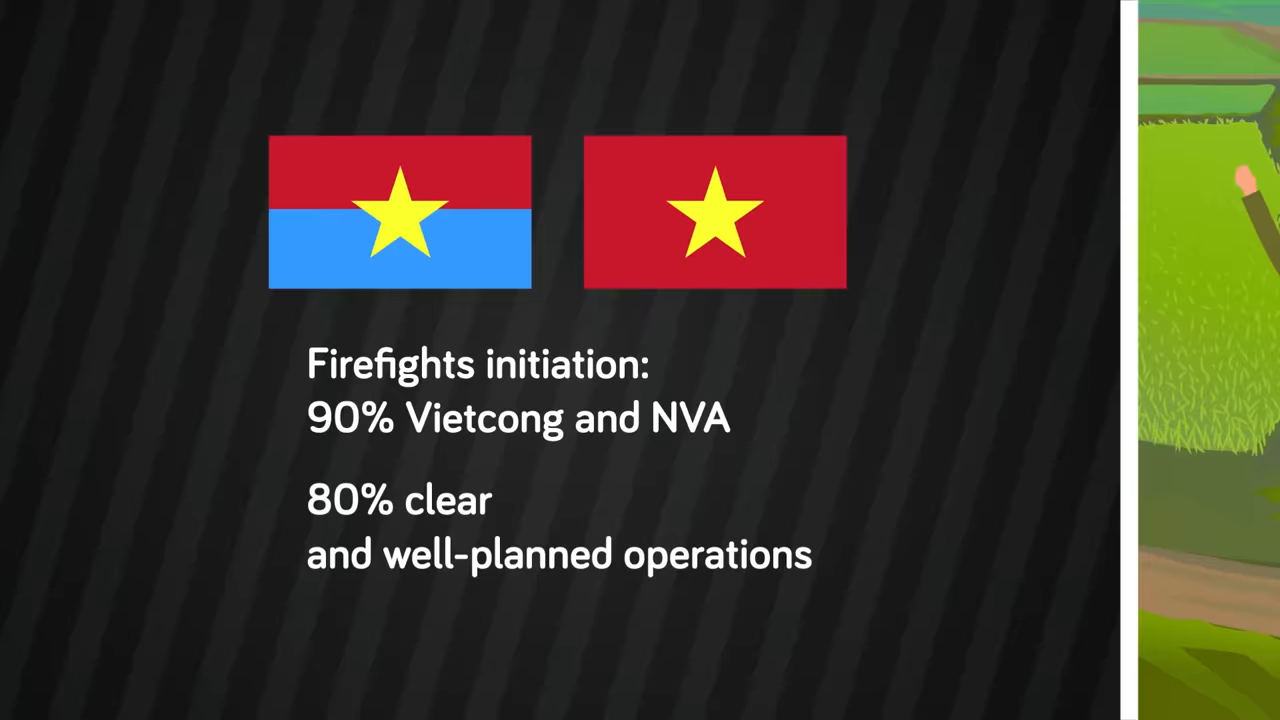 Firefights initiation:
90% Vietcong and NVA
80% clear
and well-planned operations